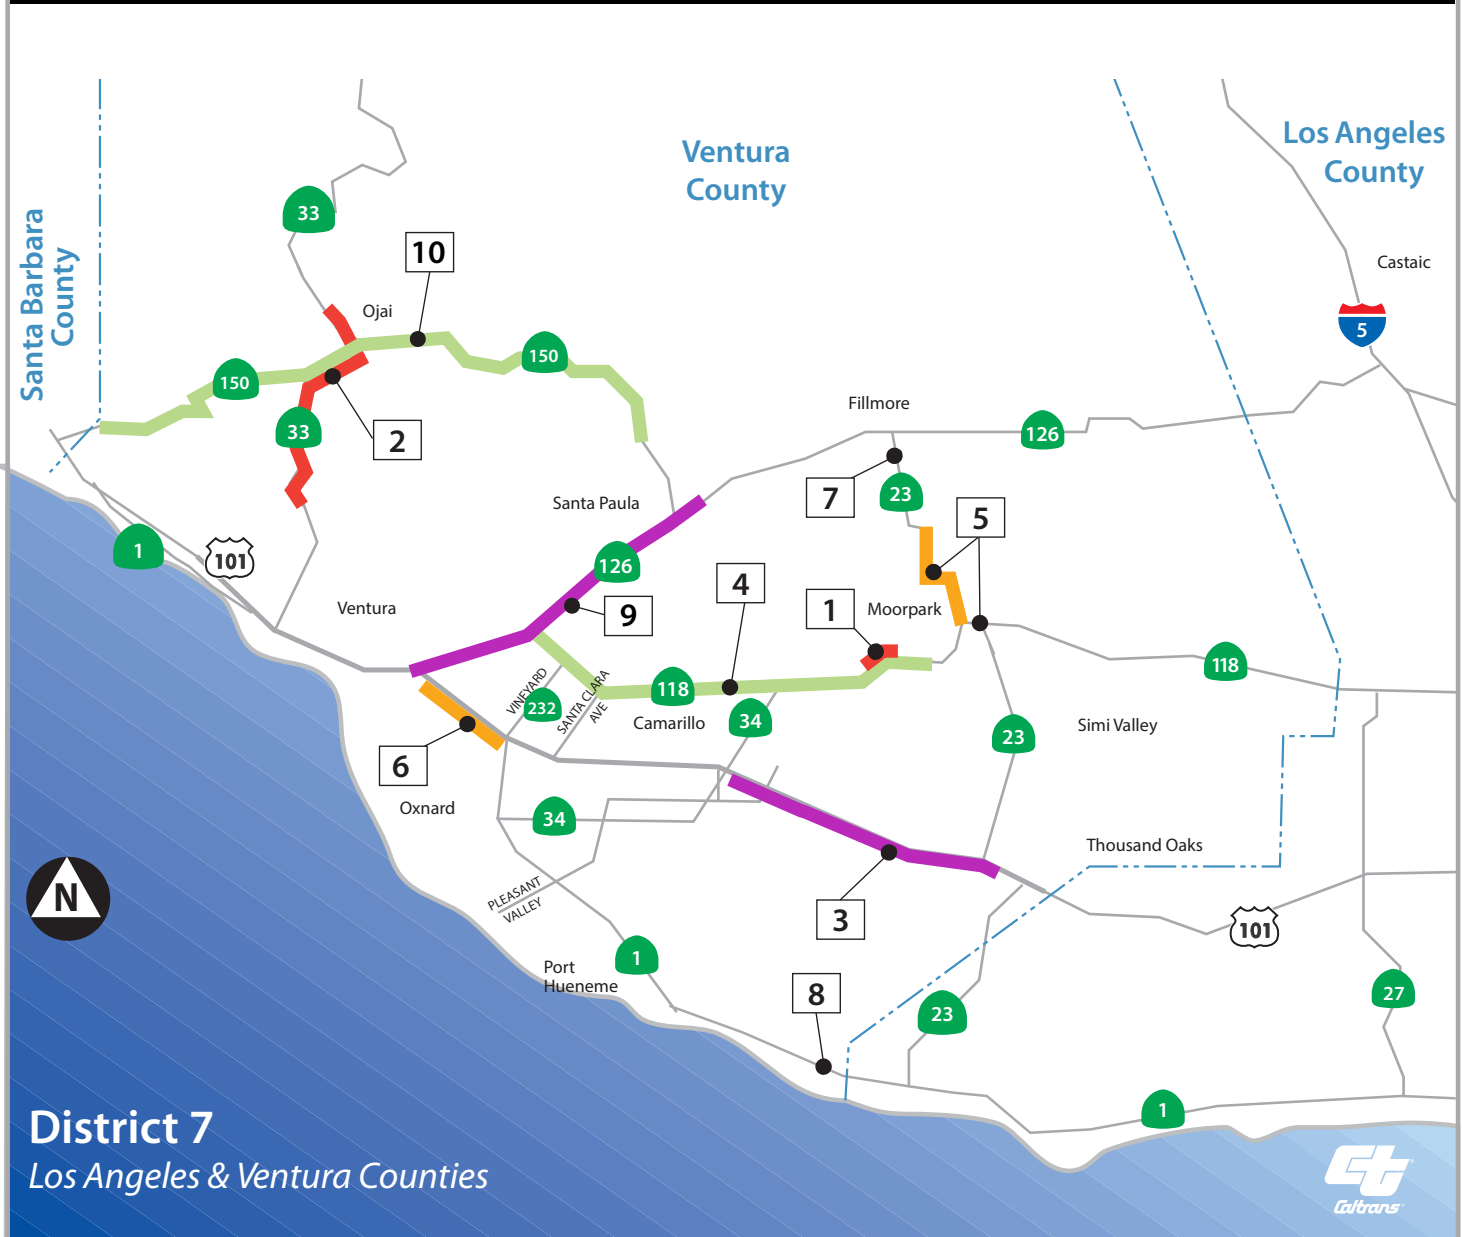 Ventura
County
Los Angeles
County
Santa Barbara
County
33
10
Castaic
Ojai
5
150
150
Fillmore
33
2
126
7
23
5
Santa Paula
1
101
126
4
Ventura
9
1
Moorpark
118
VINEYARD
232
SANTA CLARA
AVE
118
Camarillo
34
23
Simi Valley
6
Oxnard
34
Thousand Oaks
N
PLEASANT
VALLEY
3
101
Port
Hueneme
1
8
23
27
1
District 7
Los Angeles & Ventura Counties
Caltrans